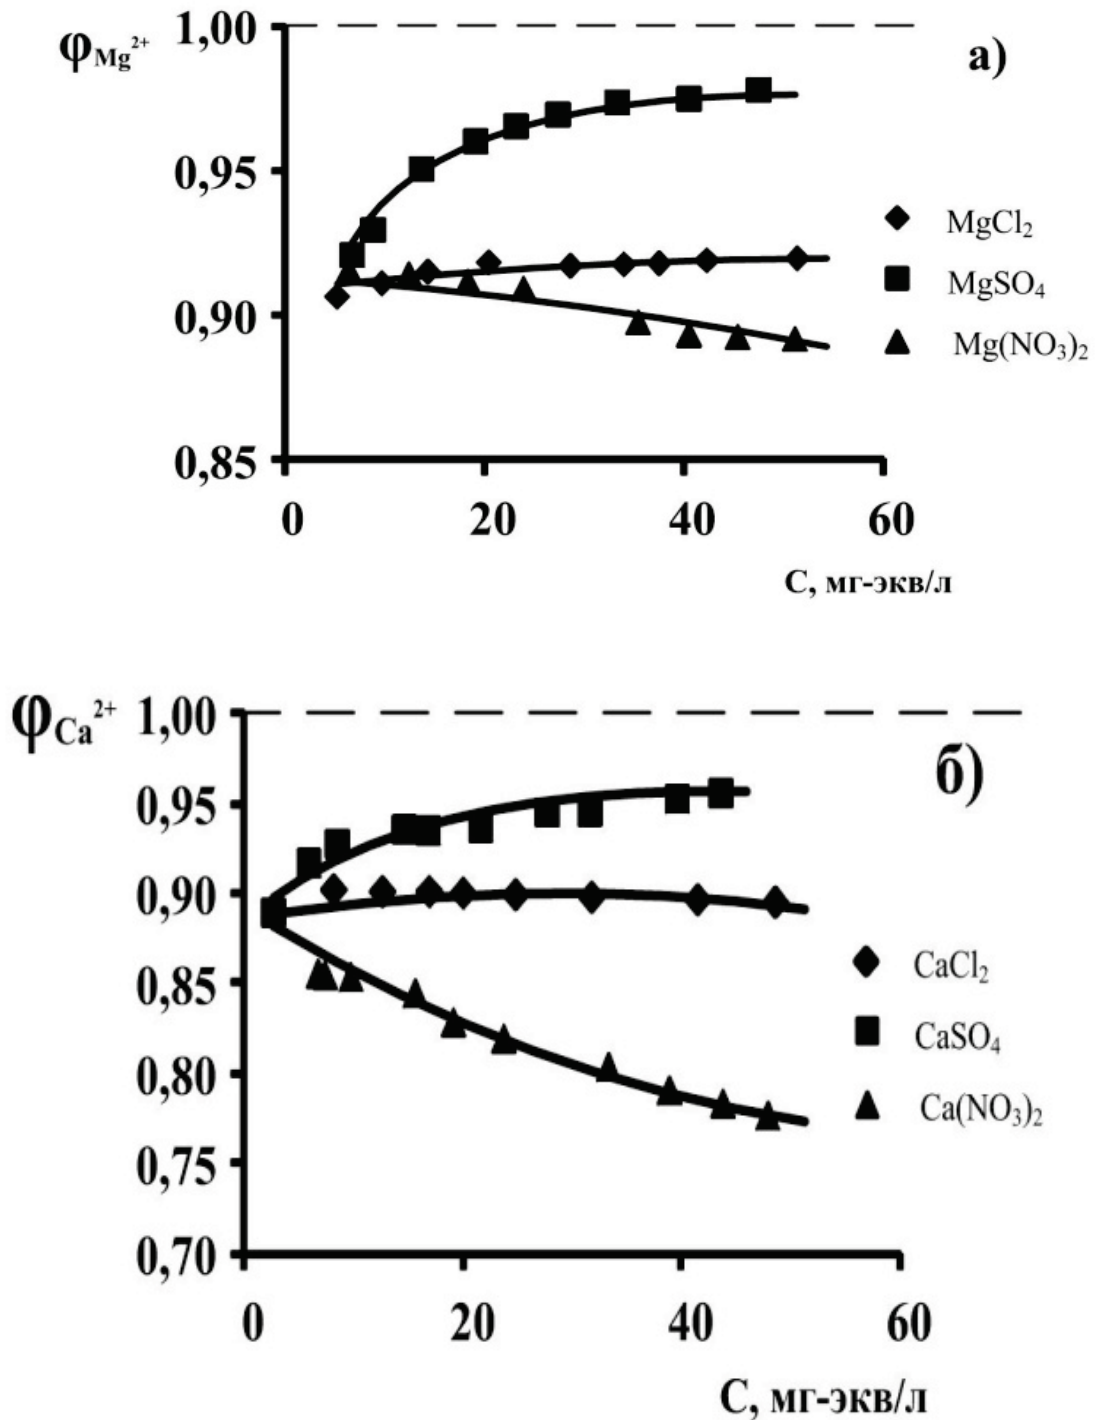 φMg²⁺ 1,00
а)
0,95
MgCl₂
MgSO₄
0,90
Mg(NO₃)₂
0,85
0 20 40 60
С, мг-экв/л
φCa²⁺ 1,00
б)
0,95
0,90
CaCl₂
0,85
CaSO₄
0,80
Ca(NO₃)₂
0,75
0,70
0 20 40 60
С, мг-экв/л